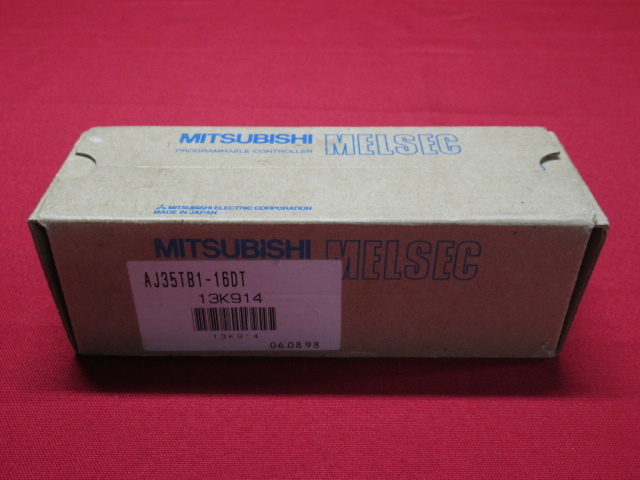 MITSUBISHI MELSEC
PROGRAMMABLE CONTROLLER
MITSUBISHI ELECTRIC CORPORATION
MADE IN JAPAN
MITSUBISHI MELSEC
AJ35TB1-16DT
13K914
13K914
06.08 98